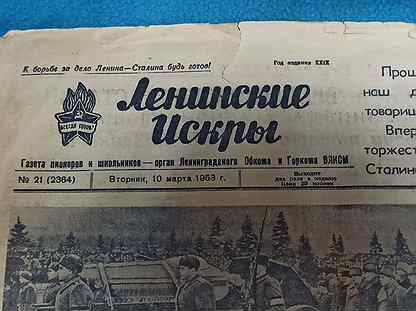 К борьбе за дело Ленина—Сталина будь готов!
Год издания XXIX
ВСЕГДА ГОТОВ!
Ленинские
Искры
Газета пионеров и школьников — орган Ленинградского Обкома и Горкома ВЛКСМ
№ 21 (2364)
Вторник, 10 марта 1953 г.
Выходит
два раза в неделю
Цена 20 копеек
Прош
наш д
товарищ
Впер
торжест
Сталина